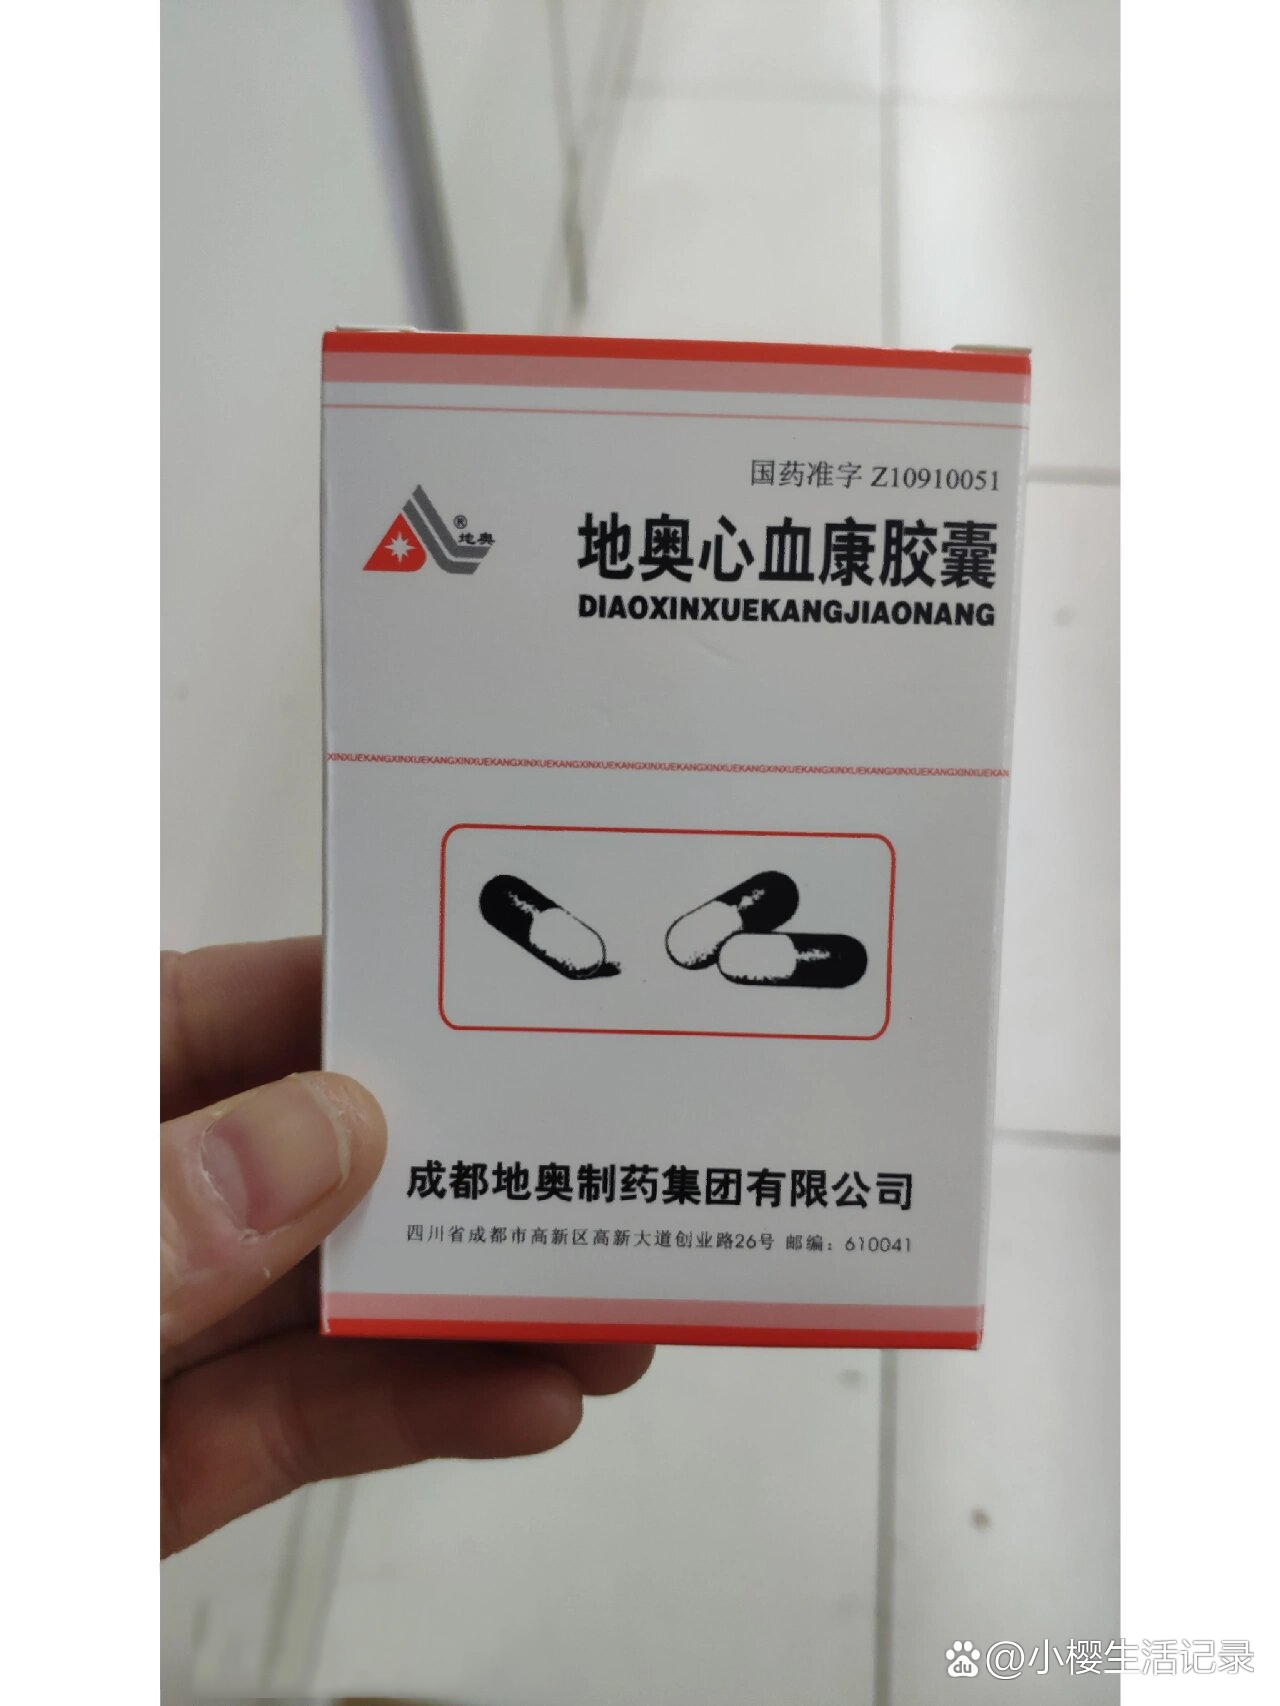 国药准字 Z10910051
®
地奥
地奥心血康胶囊
DIAOXINXUEKANGJIAONANG
XINXUEKANGXINXUEKANGXINXUEKANGXINXUEKANGXINXUEKANGXINXUEKANGXINXUEKANGXINXUEKANGXINXUEKANGXINXUEKANGXINXUEKAN
成都地奥制药集团有限公司
四川省成都市高新区高新大道创业路26号 邮编：610041
du @小樱生活记录